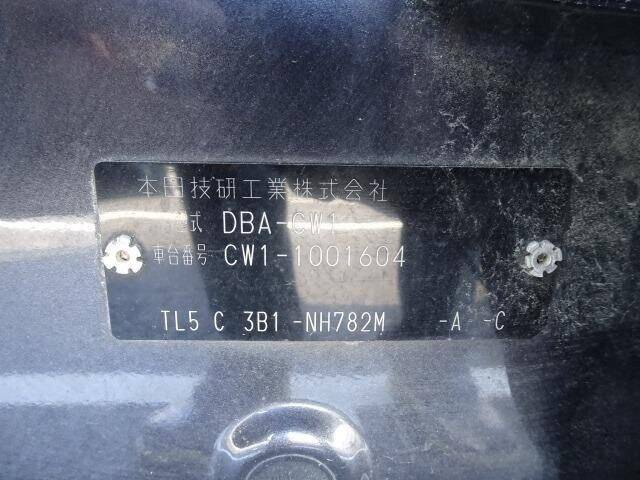 本田技研工業株式会社
型式 DBA-CW1
車台番号 CW1-1001604
TL5 C 3B1 -NH782M -A -C